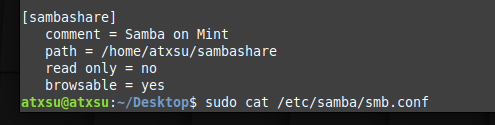 [sambashare]
comment = Samba on Mint
path = /home/atxsu/sambashare
read only = no
browsable = yes
atxsu@atxsu:~/Desktop$ sudo cat /etc/samba/smb.conf